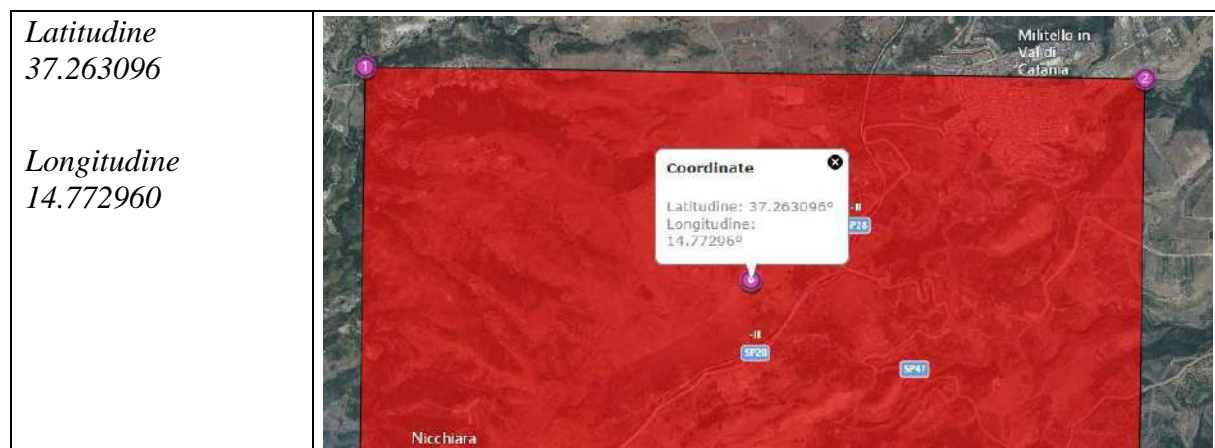 Latitudine
37.263096
Longitudine
14.772960
Militello in
Val di
Catania
1
2
Coordinate
Latitudine: 37.263096°
Longitudine:
14.77296°
SP28
-III
SP28
SP47
Nicchiara